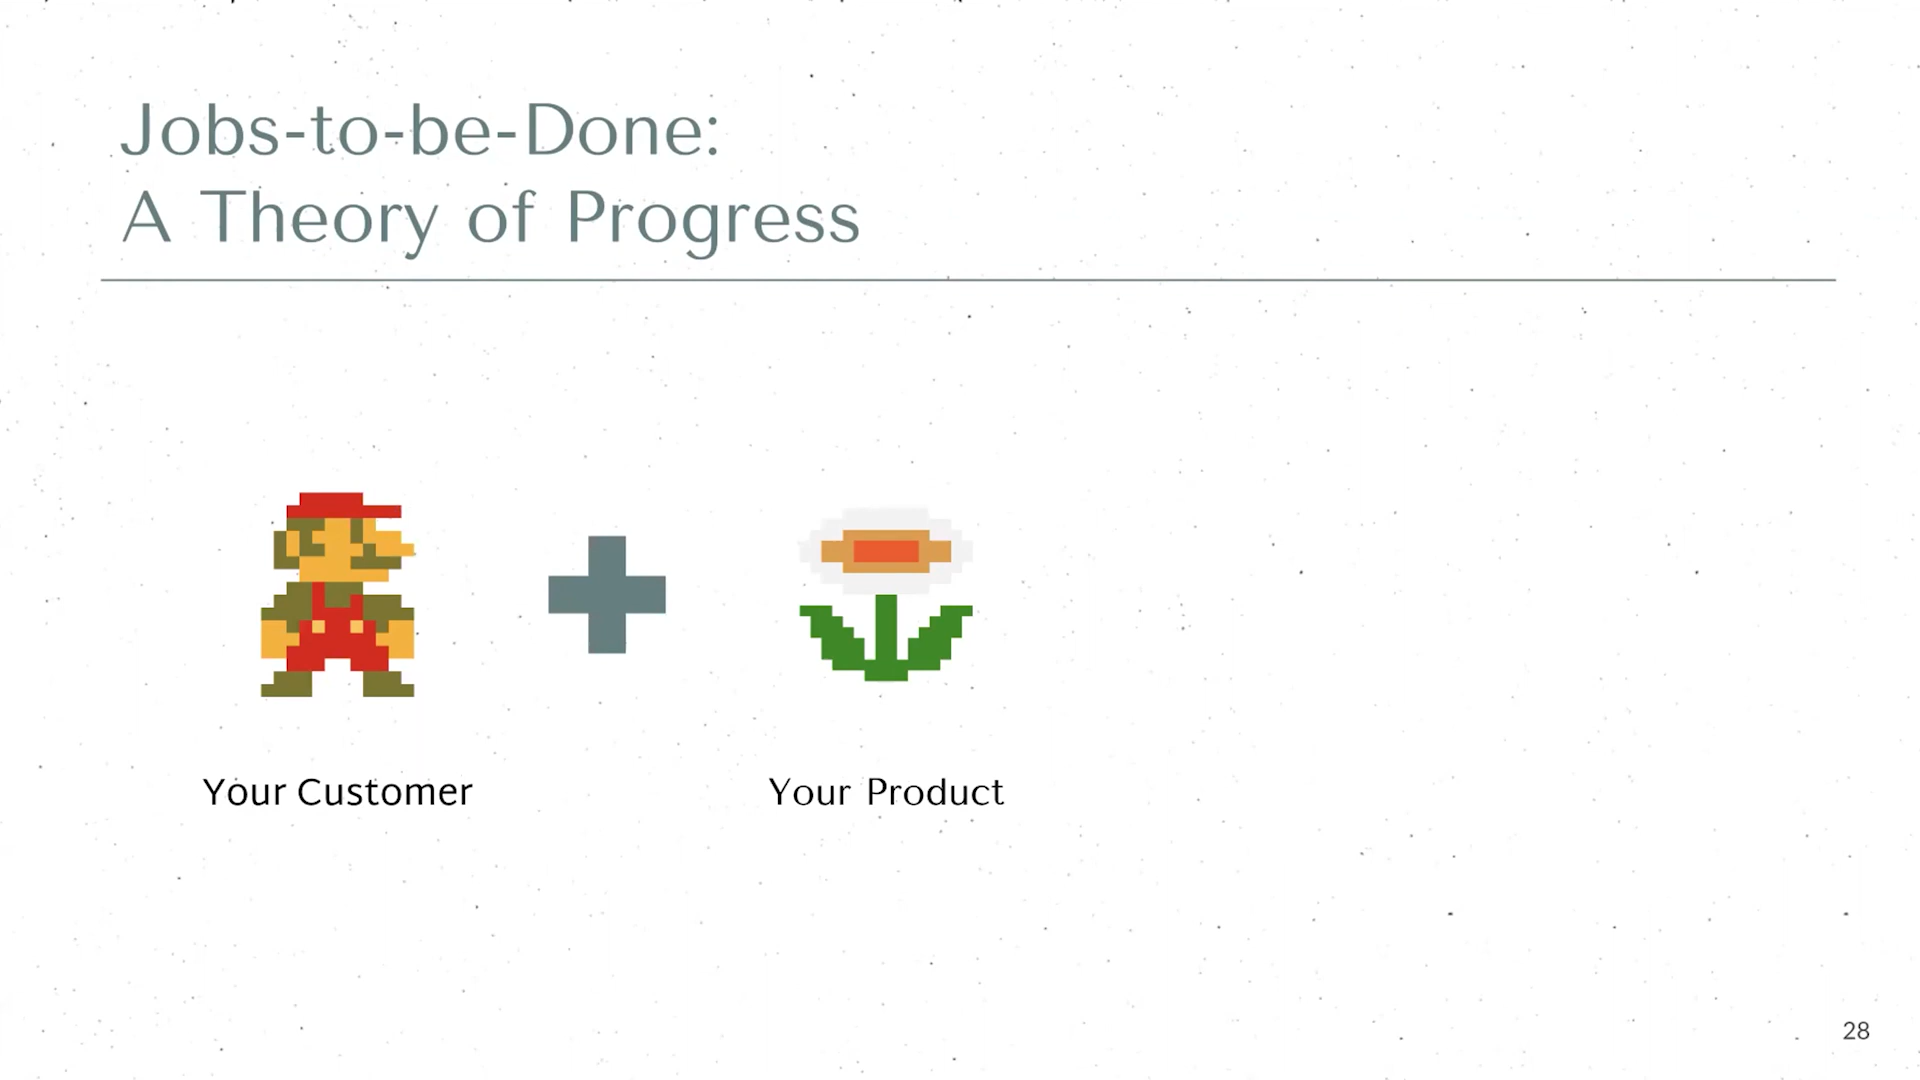 Jobs-to-be-Done:
A Theory of Progress
Your Customer
Your Product
28